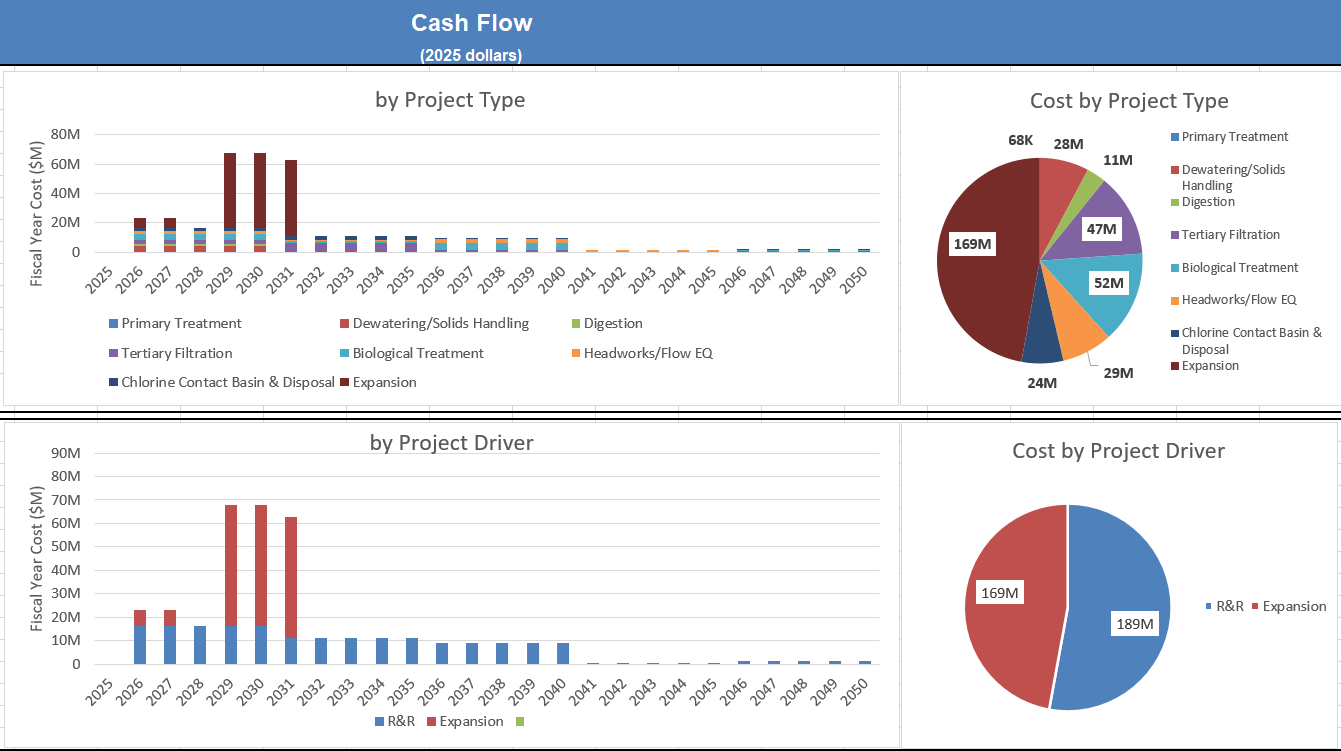 Cash Flow
(2025 dollars)
by Project Type
Fiscal Year Cost ($M)
80M
60M
40M
20M
0
2025 2026 2027 2028 2029 2030 2031 2032 2033 2034 2035 2036 2037 2038 2039 2040 2041 2042 2043 2044 2045 2046 2047 2048 2049 2050
Primary Treatment Dewatering/Solids Handling Digestion
Tertiary Filtration Biological Treatment Headworks/Flow EQ
Chlorine Contact Basin & Disposal Expansion
Cost by Project Type
68K
28M
11M
47M
52M
29M
24M
169M
Primary Treatment
Dewatering/Solids
Handling
Digestion
Tertiary Filtration
Biological Treatment
Headworks/Flow EQ
Chlorine Contact Basin &
Disposal
Expansion
by Project Driver
Fiscal Year Cost ($M)
90M
80M
70M
60M
50M
40M
30M
20M
10M
0
2025 2026 2027 2028 2029 2030 2031 2032 2033 2034 2035 2036 2037 2038 2039 2040 2041 2042 2043 2044 2045 2046 2047 2048 2049 2050
R&R Expansion
Cost by Project Driver
169M
189M
R&R Expansion